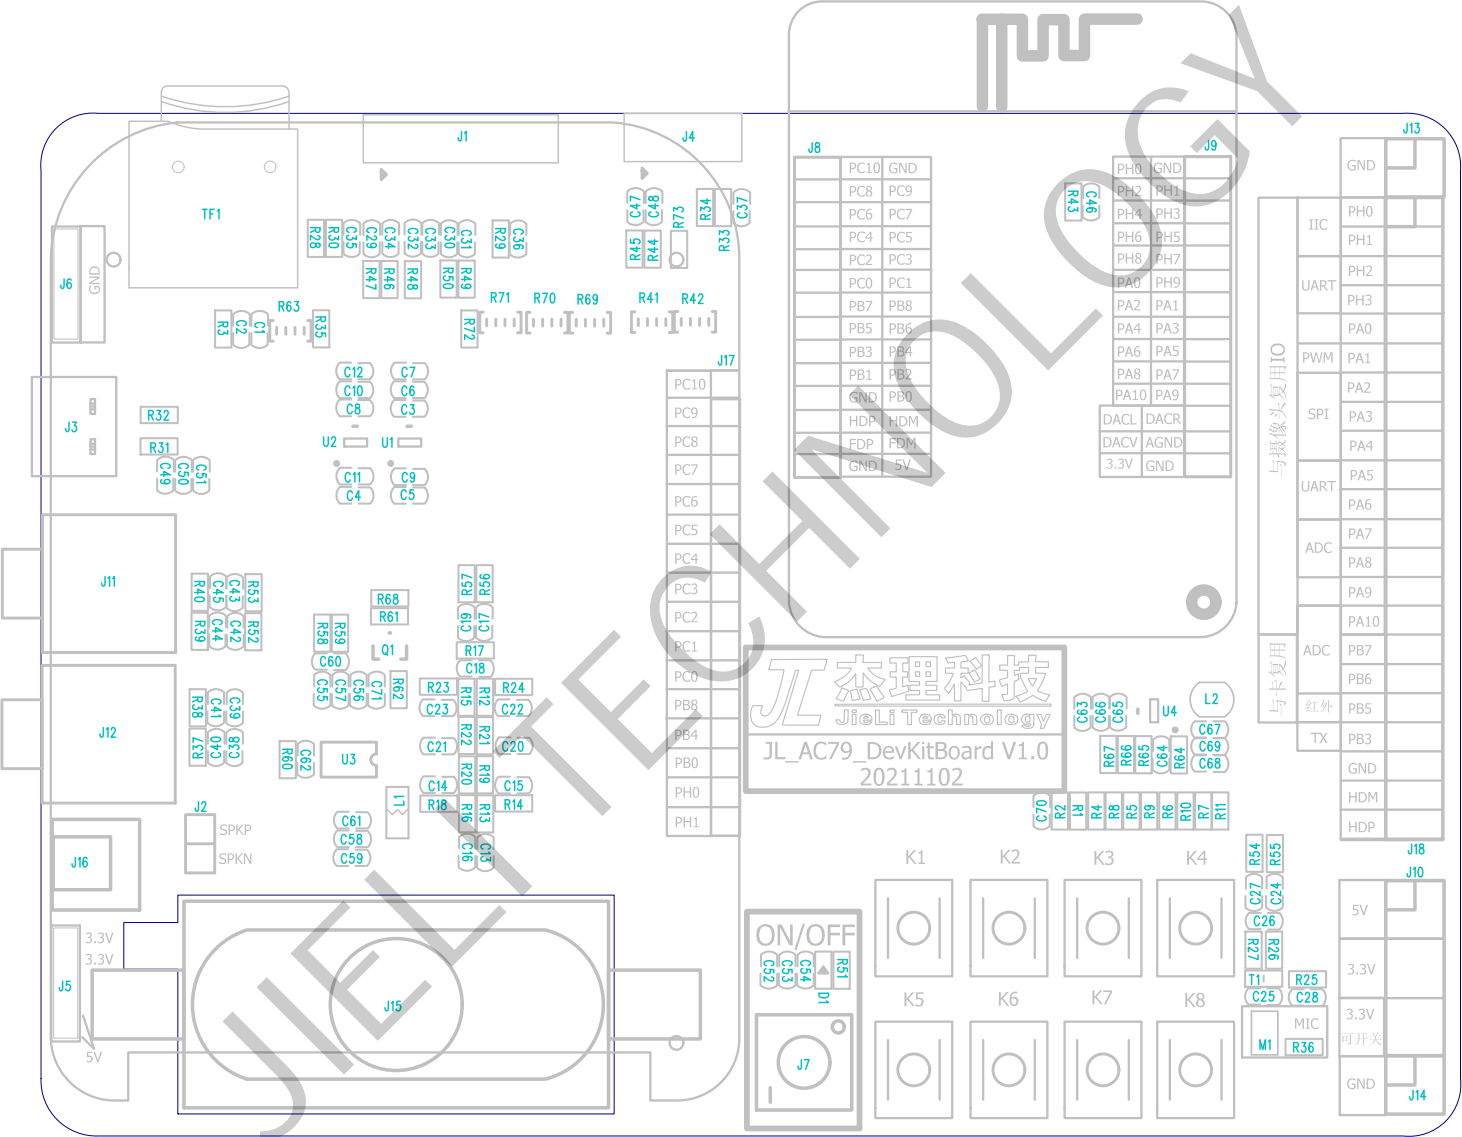 J1
J4
J8
J9
J13
TF1
J6
GND
C47
C48
R73
R34
C37
R33
R45
R44
R28
R30
C35
C29
C34
C32
C33
C30
C31
R29
C36
R47
R46
R48
R50
R49
R3
C2
C1
R63
R35
R72
R71
R70
R69
R41
R42
PC10 GND
PC8 PC9
PC6 PC7
PC4 PC5
PC2 PC3
PC0 PC1
PB7 PB8
PB5 PB6
PB3 PB4
PB1 PB2
GND PB0
HDP HDM
FDP FDM
GND 5V
R43
C46
PH0 GND
PH2 PH1
PH4 PH3
PH6 PH5
PH8 PH7
PA0 PH9
PA2 PA1
PA4 PA3
PA6 PA5
PA8 PA7
PA10 PA9
DACL DACR
DACV AGND
3.3V GND
GND
PH0
PH1
PH2
PH3
PA0
PA1
PA2
PA3
PA4
PA5
PA6
PA7
PA8
PA9
PA10
PB7
PB6
PB5
PB3
GND
HDM
HDP
J18
IIC
UART
PWM
SPI
UART
ADC
ADC
红外
TX
与摄像头复用IO
与卡复用
J17
PC10
PC9
PC8
PC7
PC6
PC5
PC4
PC3
PC2
PC1
PC0
PB8
PB4
PB0
PH0
PH1
J3
R32
R31
C49
C50
C51
C12
C10
C8
C7
C6
C3
U2
U1
C11
C4
C9
C5
J11
R40
C45
C43
R53
R39
C44
C42
R52
R68
R61
Q1
R58
R59
C60
C55
C57
C56
C71
R62
R57
R56
C19
C17
R17
C18
R23
R15
R12
R24
C23
C22
R22
R21
C21
C20
R20
R19
C14
C15
R18
R16
R13
R14
C16
C13
J12
R38
C41
C39
R37
C40
C38
R60
C62
U3
L1
C61
C58
C59
J2
SPKP
SPKN
J16
J5
3.3V
3.3V
5V
J15
JL 杰理科技
JieLi Technology
JL_AC79_DevKitBoard V1.0
20211102
C63
C66
C65
U4
L2
C67
C69
C68
R67
R66
R65
C64
R64
C70
R2
R1
R4
R8
R5
R9
R6
R10
R7
R11
K1
K2
K3
K4
K5
K6
K7
K8
ON/OFF
C52
C53
C54
D1
R51
J7
R54
R55
C27
C24
C26
R27
R26
T1
R25
C25
C28
MIC
M1
R36
J10
5V
3.3V
3.3V
可开关
GND
J14
JIELI TECHNOLOGY